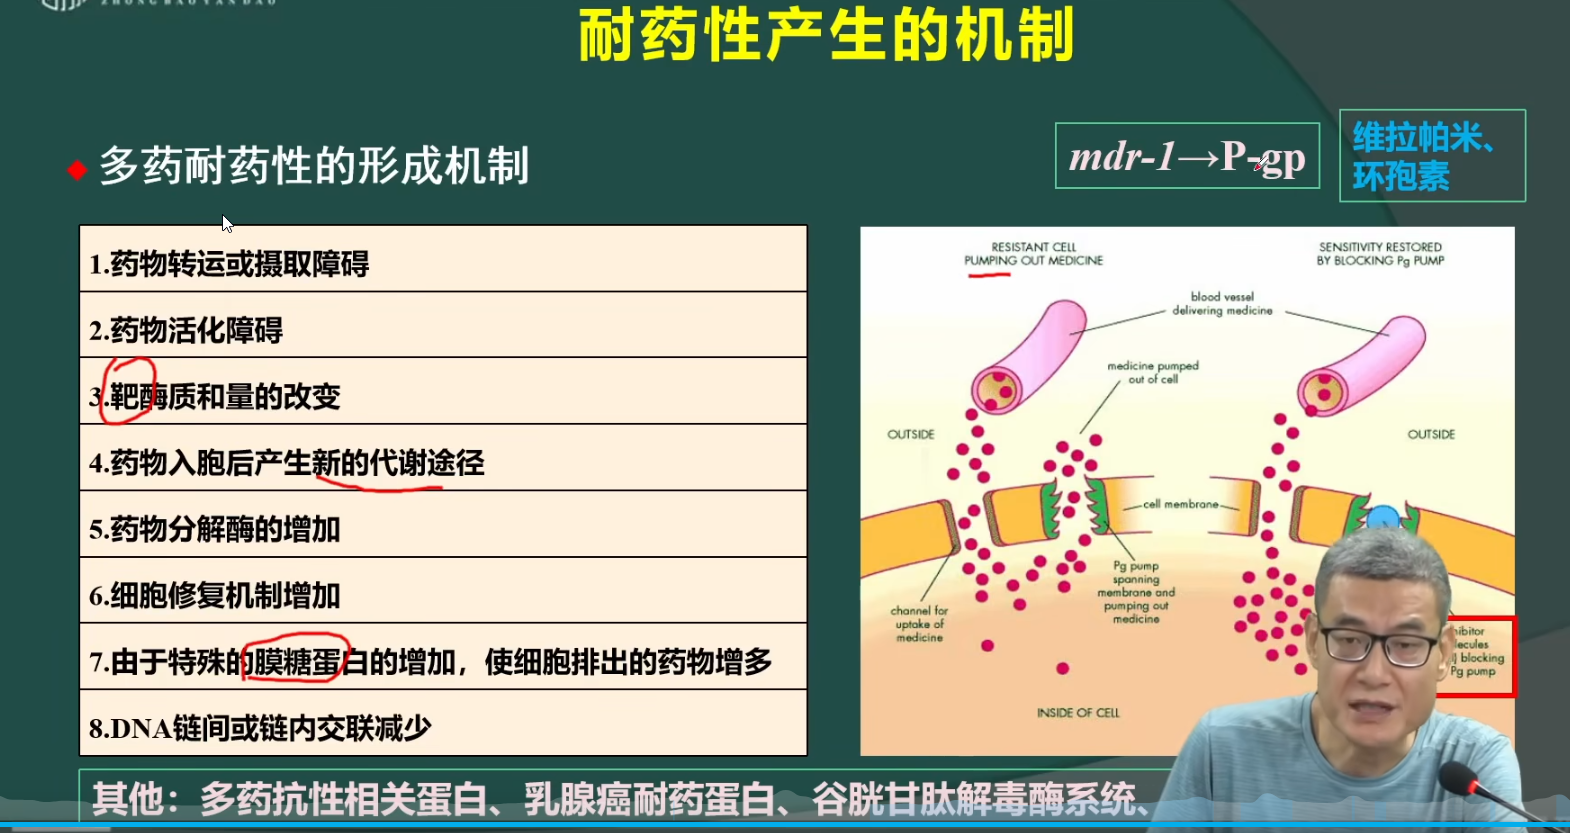 耐药性产生的机制
多药耐药性的形成机制
mdr-1→P-gp
维拉帕米、
环孢素
1.药物转运或摄取障碍
2.药物活化障碍
3.靶酶质和量的改变
4.药物入胞后产生新的代谢途径
5.药物分解酶的增加
6.细胞修复机制增加
7.由于特殊的膜糖蛋白的增加，使细胞排出的药物增多
8.DNA链间或链内交联减少
RESISTANT CELL
PUMPING OUT MEDICINE
SENSITIVITY RESTORED
BY BLOCKING Pg PUMP
blood vessel
delivering medicine
medicine pumped
out of cell
OUTSIDE
OUTSIDE
cell membrane
Pg pump
spanning
membrane and
pumping out
medicine
channel for
uptake of
medicine
blocking
Pg pump
INSIDE OF CELL
其他：多药抗性相关蛋白、乳腺癌耐药蛋白、谷胱甘肽解毒酶系统、